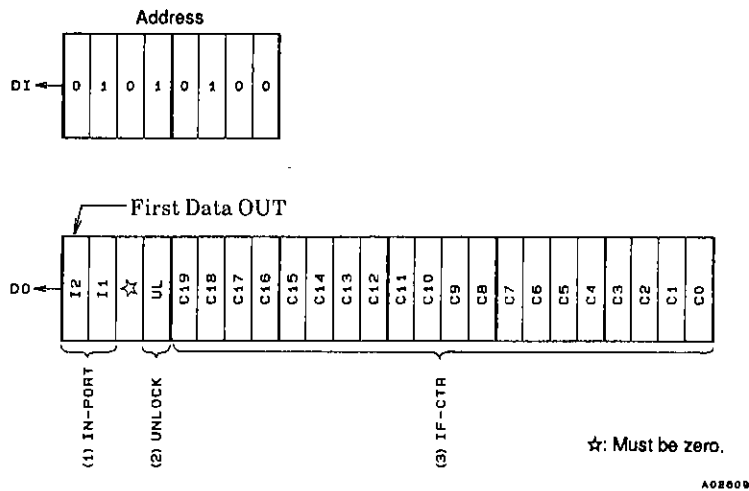 Address
DI 0 1 0 1 0 1 0 0
First Data OUT
DO I2 I1 ☆ UL C19 C18 C17 C16 C15 C14 C13 C12 C11 C10 C9 C8 C7 C6 C5 C4 C3 C2 C1 C0
(1) IN-PORT
(2) UNLOCK
(3) IF-CTR
☆: Must be zero.
A02609